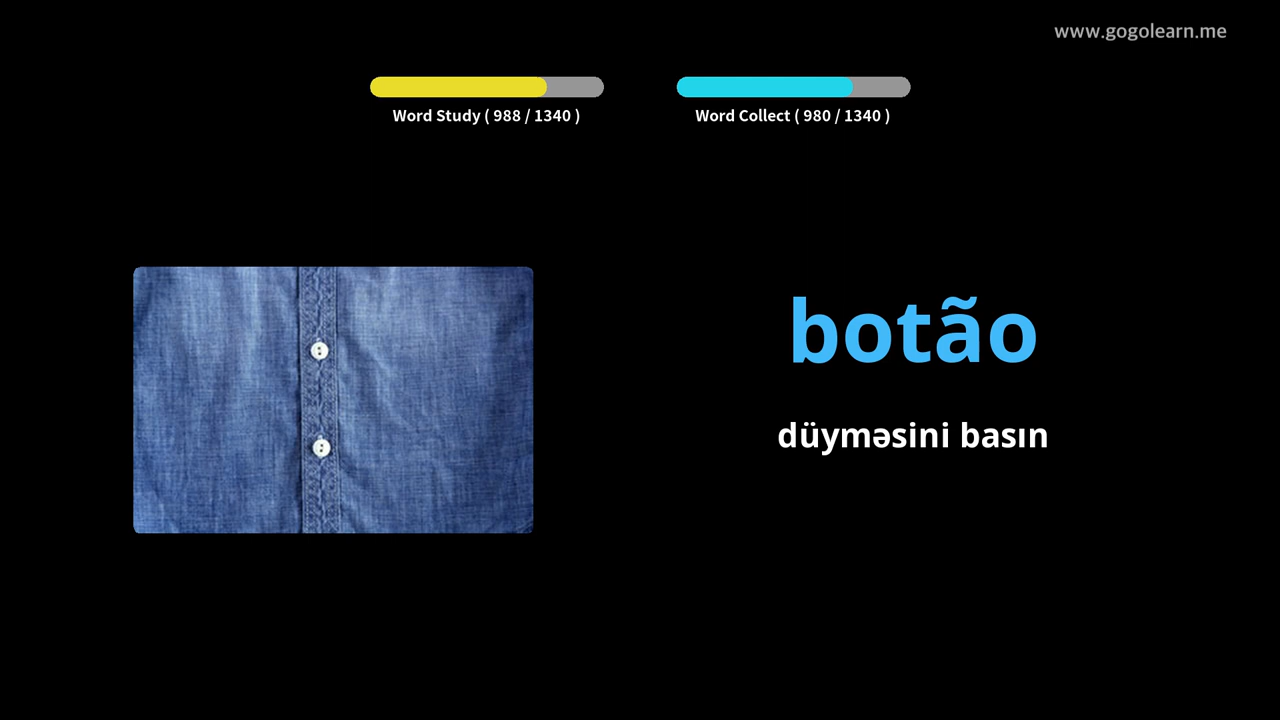 www.gogolearn.me
Word Study ( 988 / 1340 )
Word Collect ( 980 / 1340 )
botão
düyməsini basın